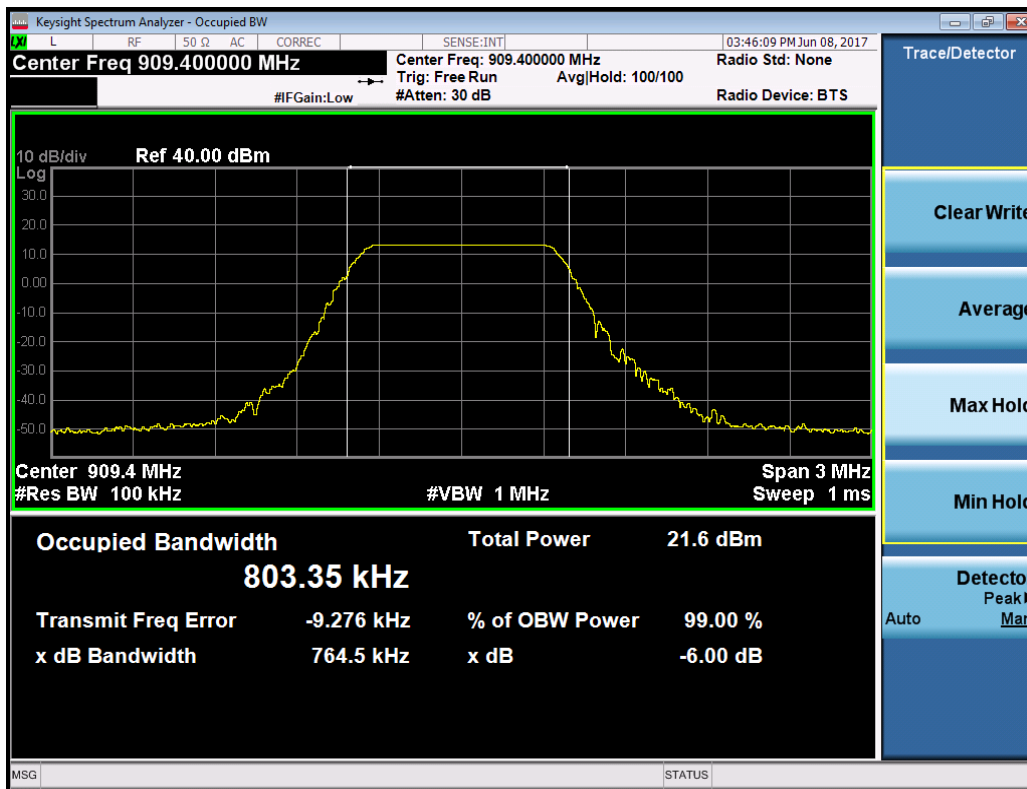 Keysight Spectrum Analyzer - Occupied BW
LXI L RF 50 Ω AC CORREC SENSE:INT 03:46:09 PM Jun 08, 2017
Center Freq 909.400000 MHz
Center Freq: 909.400000 MHz
Radio Std: None
Trig: Free Run Avg|Hold: 100/100
#IFGain:Low
#Atten: 30 dB
Radio Device: BTS
Trace/Detector
10 dB/div Ref 40.00 dBm
Log
30.0
20.0
10.0
0.00
-10.0
-20.0
-30.0
-40.0
-50.0
Center 909.4 MHz
Span 3 MHz
#Res BW 100 kHz
#VBW 1 MHz
Sweep 1 ms
Clear Write
Average
Max Hold
Min Hold
Detector
Peak
Auto Man
Occupied Bandwidth
803.35 kHz
Total Power 21.6 dBm
Transmit Freq Error -9.276 kHz
% of OBW Power 99.00 %
x dB Bandwidth 764.5 kHz
x dB -6.00 dB
MSG
STATUS